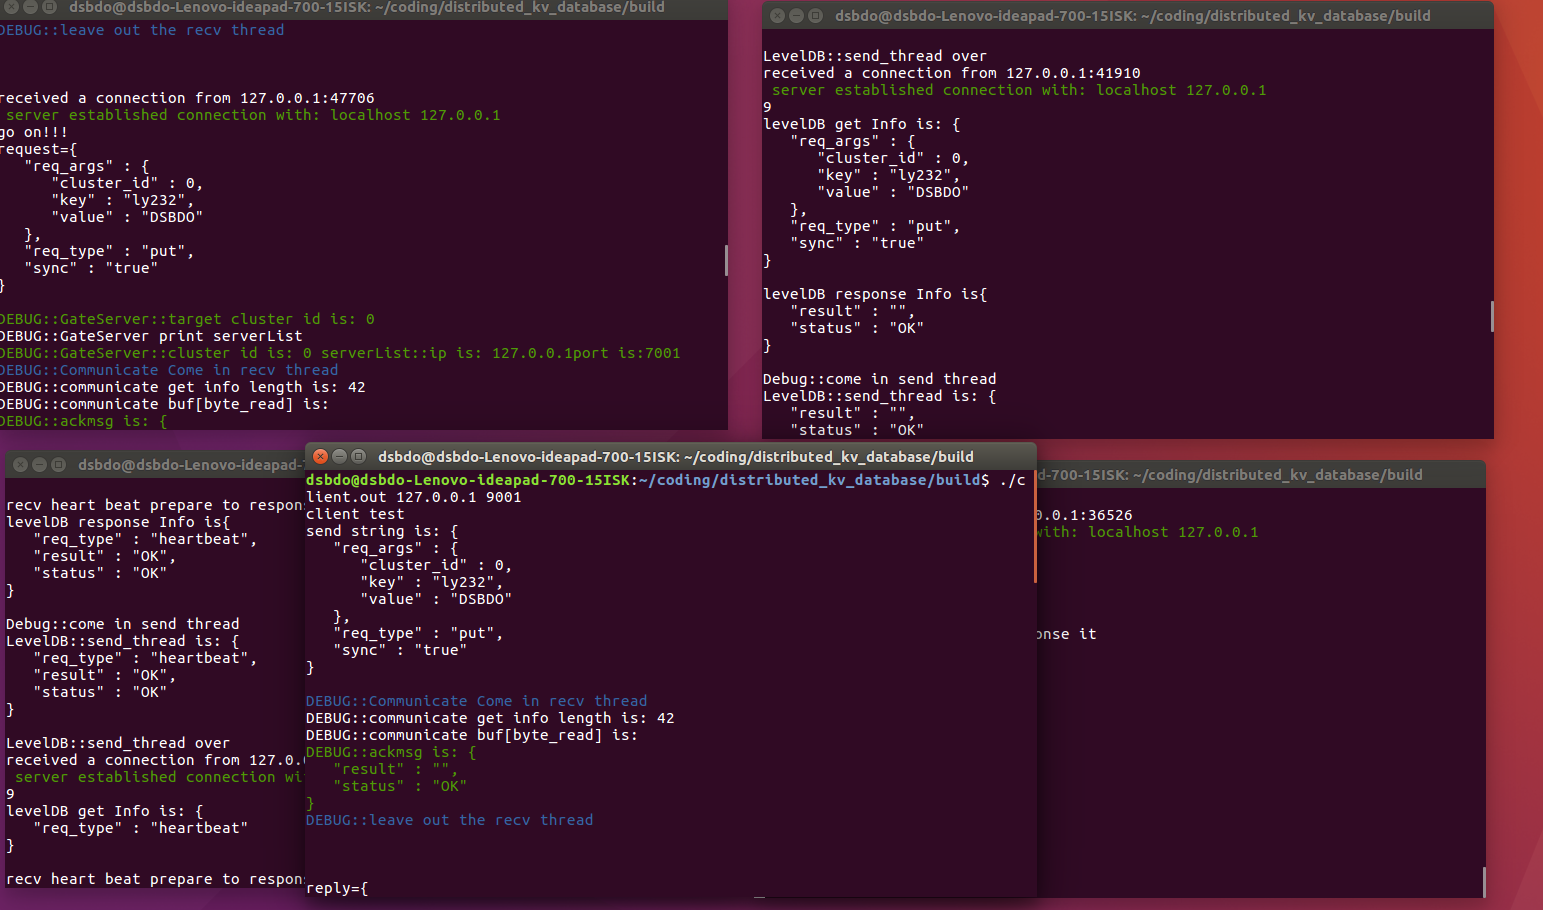 dsbdo@dsbdo-Lenovo-ideapad-700-15ISK: ~/coding/distributed_kv_database/build
DEBUG::leave out the recv thread
received a connection from 127.0.0.1:47706
server established connection with: localhost 127.0.0.1
go on!!!
request={
"req_args" : {
"cluster_id" : 0,
"key" : "ly232",
"value" : "DSBDO"
},
"req_type" : "put",
"sync" : "true"
}
DEBUG::GateServer::target cluster id is: 0
DEBUG::GateServer print serverList
DEBUG::GateServer::cluster id is: 0 serverList::ip is: 127.0.0.1port is:7001
DEBUG::Communicate Come in recv thread
DEBUG::communicate get info length is: 42
DEBUG::communicate buf[byte_read] is:
DEBUG::ackmsg is: {
dsbdo@dsbdo-Lenovo-ideapad-700-15ISK: ~/coding/distributed_kv_database/build
LevelDB::send_thread over
received a connection from 127.0.0.1:41910
server established connection with: localhost 127.0.0.1
9
levelDB get Info is: {
"req_args" : {
"cluster_id" : 0,
"key" : "ly232",
"value" : "DSBDO"
},
"req_type" : "put",
"sync" : "true"
}
levelDB response Info is{
"result" : "",
"status" : "OK"
}
Debug::come in send thread
LevelDB::send_thread is: {
"result" : "",
"status" : "OK"
dsbdo@dsbdo-Lenovo-ideapad-7
recv heart beat prepare to respon
levelDB response Info is{
"req_type" : "heartbeat",
"result" : "OK",
"status" : "OK"
}
Debug::come in send thread
LevelDB::send_thread is: {
"req_type" : "heartbeat",
"result" : "OK",
"status" : "OK"
}
LevelDB::send_thread over
received a connection from 127.0.
server established connection wi
9
levelDB get Info is: {
"req_type" : "heartbeat"
}
recv heart beat prepare to respon
dsbdo@dsbdo-Lenovo-ideapad-700-15ISK: ~/coding/distributed_kv_database/build
dsbdo@dsbdo-Lenovo-ideapad-700-15ISK:~/coding/distributed_kv_database/build$ ./c
lient.out 127.0.0.1 9001
client test
send string is: {
"req_args" : {
"cluster_id" : 0,
"key" : "ly232",
"value" : "DSBDO"
},
"req_type" : "put",
"sync" : "true"
}
DEBUG::Communicate Come in recv thread
DEBUG::communicate get info length is: 42
DEBUG::communicate buf[byte_read] is:
DEBUG::ackmsg is: {
"result" : "",
"status" : "OK"
}
DEBUG::leave out the recv thread
reply={
d-700-15ISK: ~/coding/distributed_kv_database/build
0.0.1:36526
with: localhost 127.0.0.1
onse it